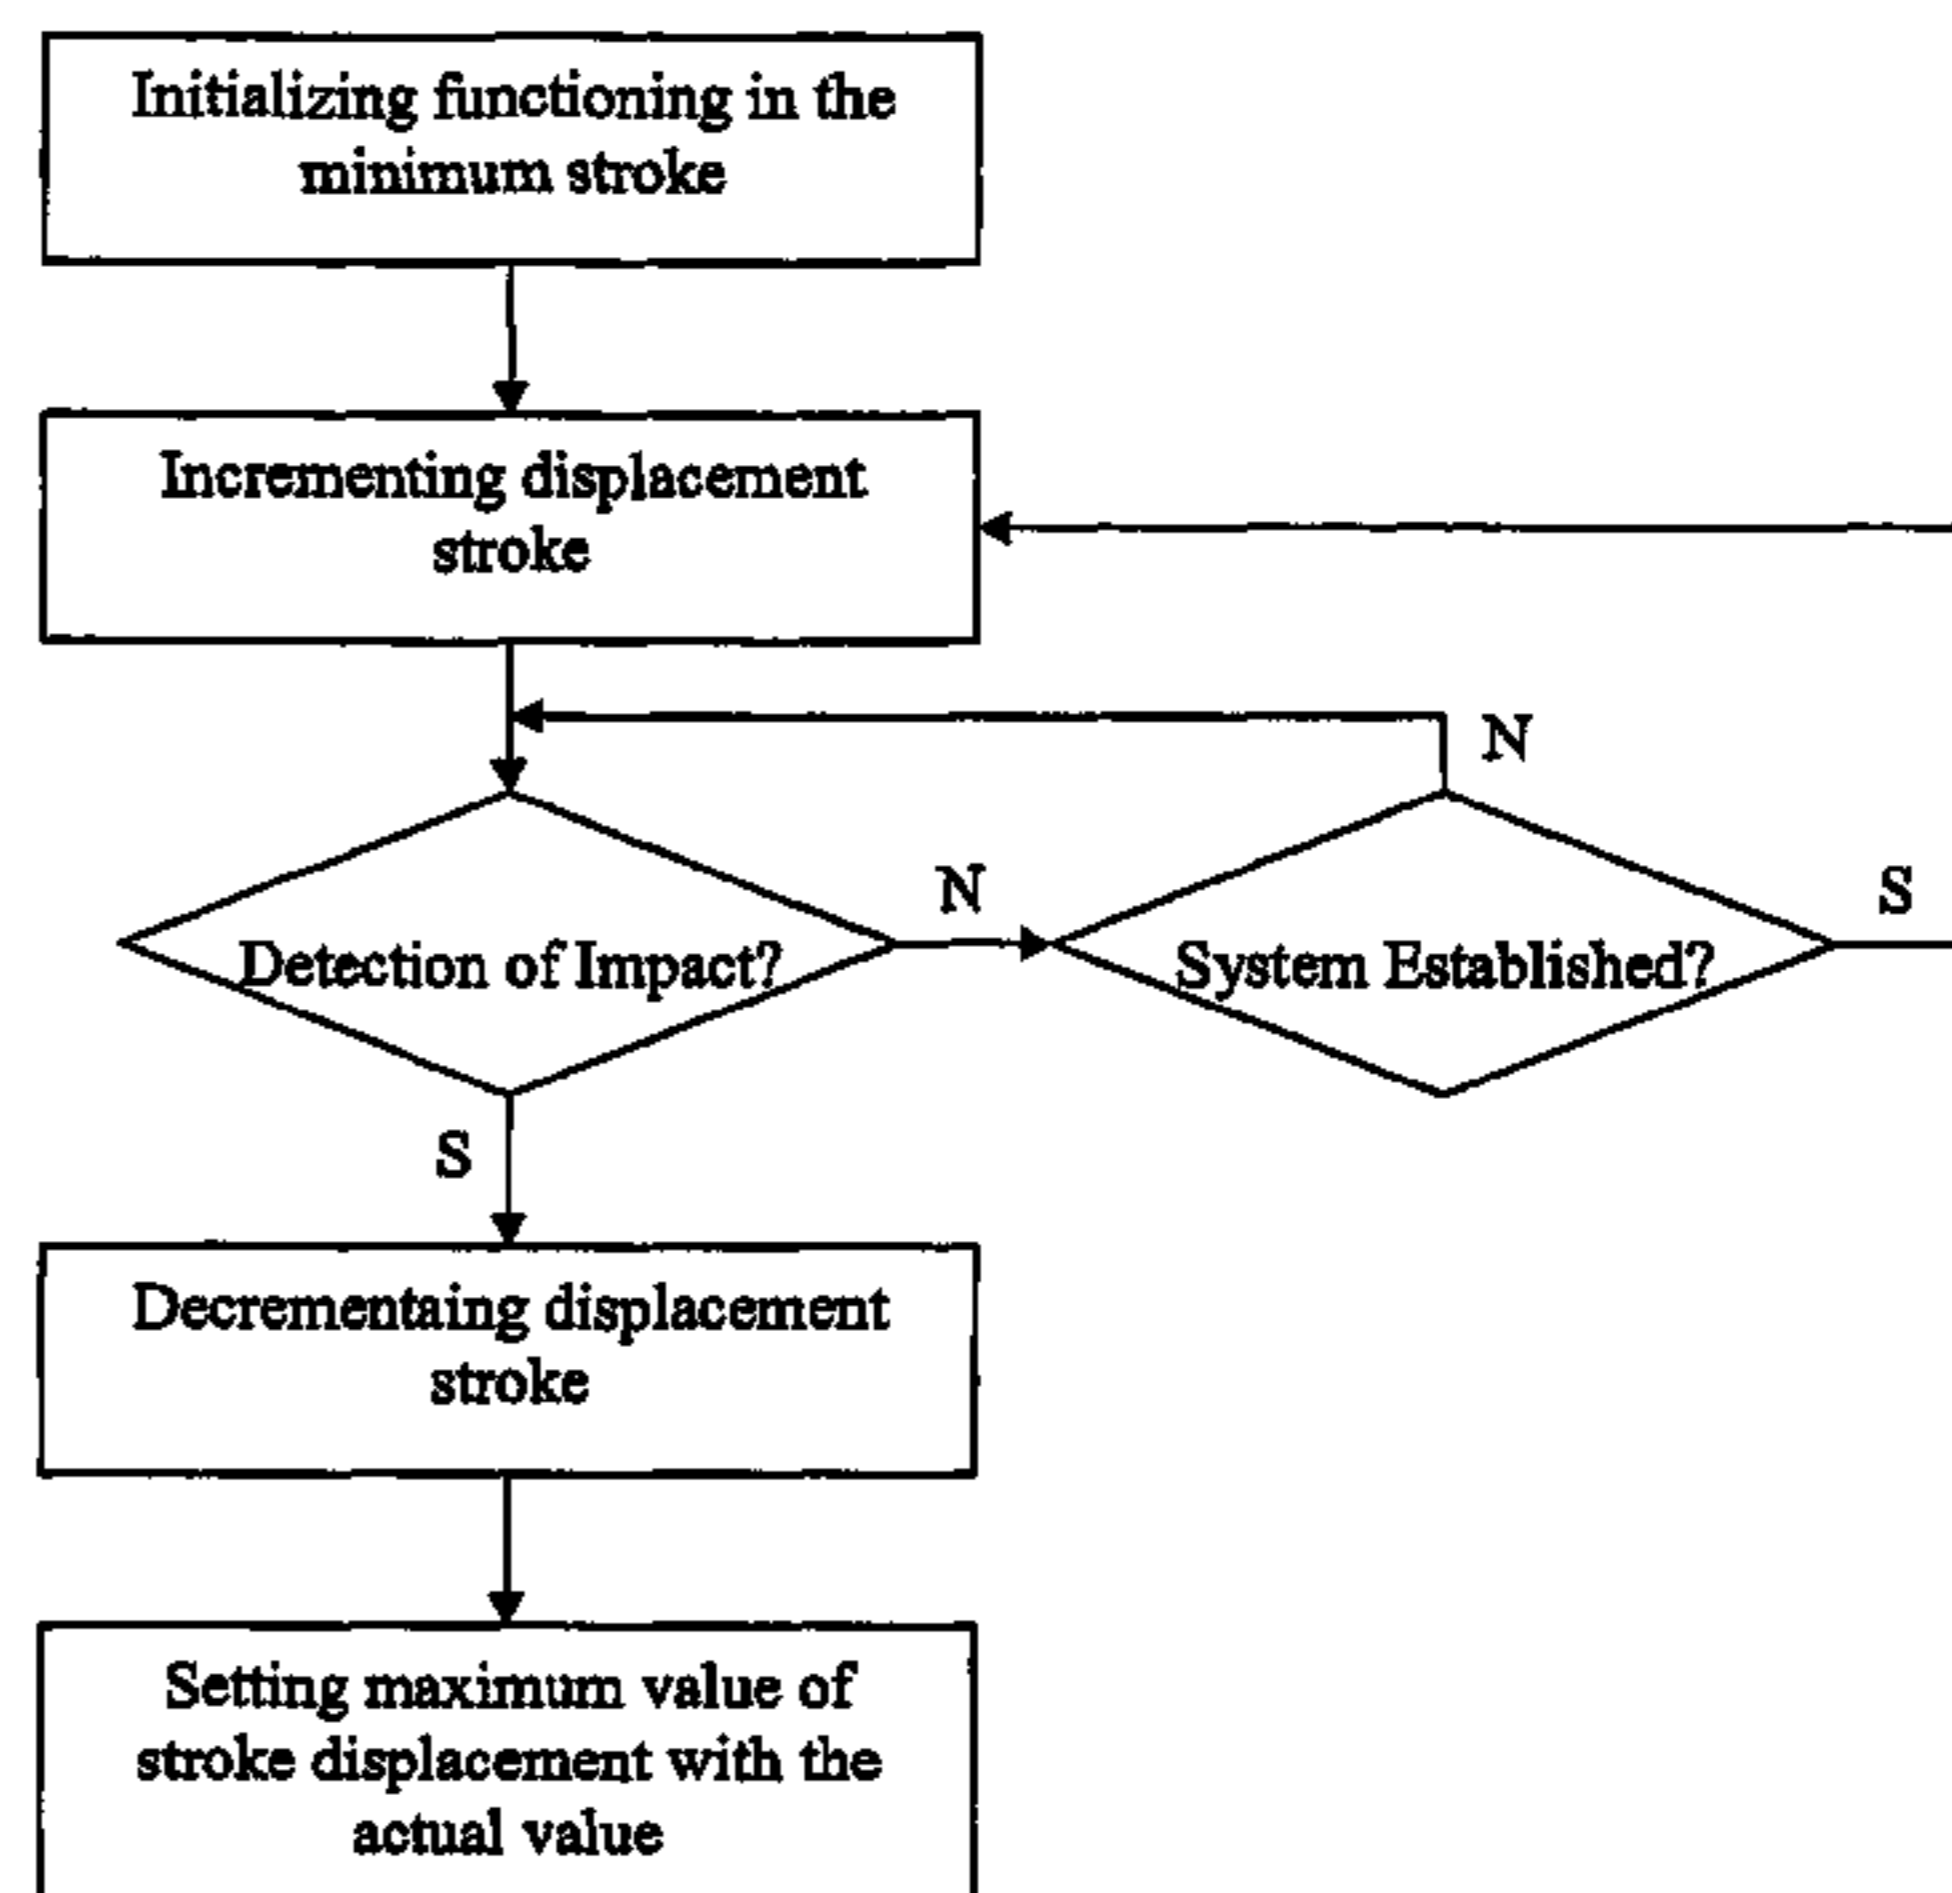 Initializing functioning in the
minimum stroke
Incrementing displacement
stroke
N
N
S
Detection of Impact?
System Established?
S
Decrementaing displacement
stroke
Setting maximum value of
stroke displacement with the
actual value